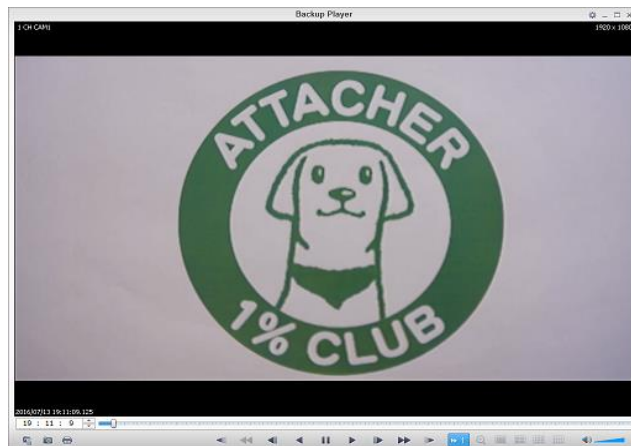 Backup Player
1 CH CAM1
1920 x 1080
ATTACHER
1% CLUB
2016/07/13 19:11:09.125
19 : 11 : 9